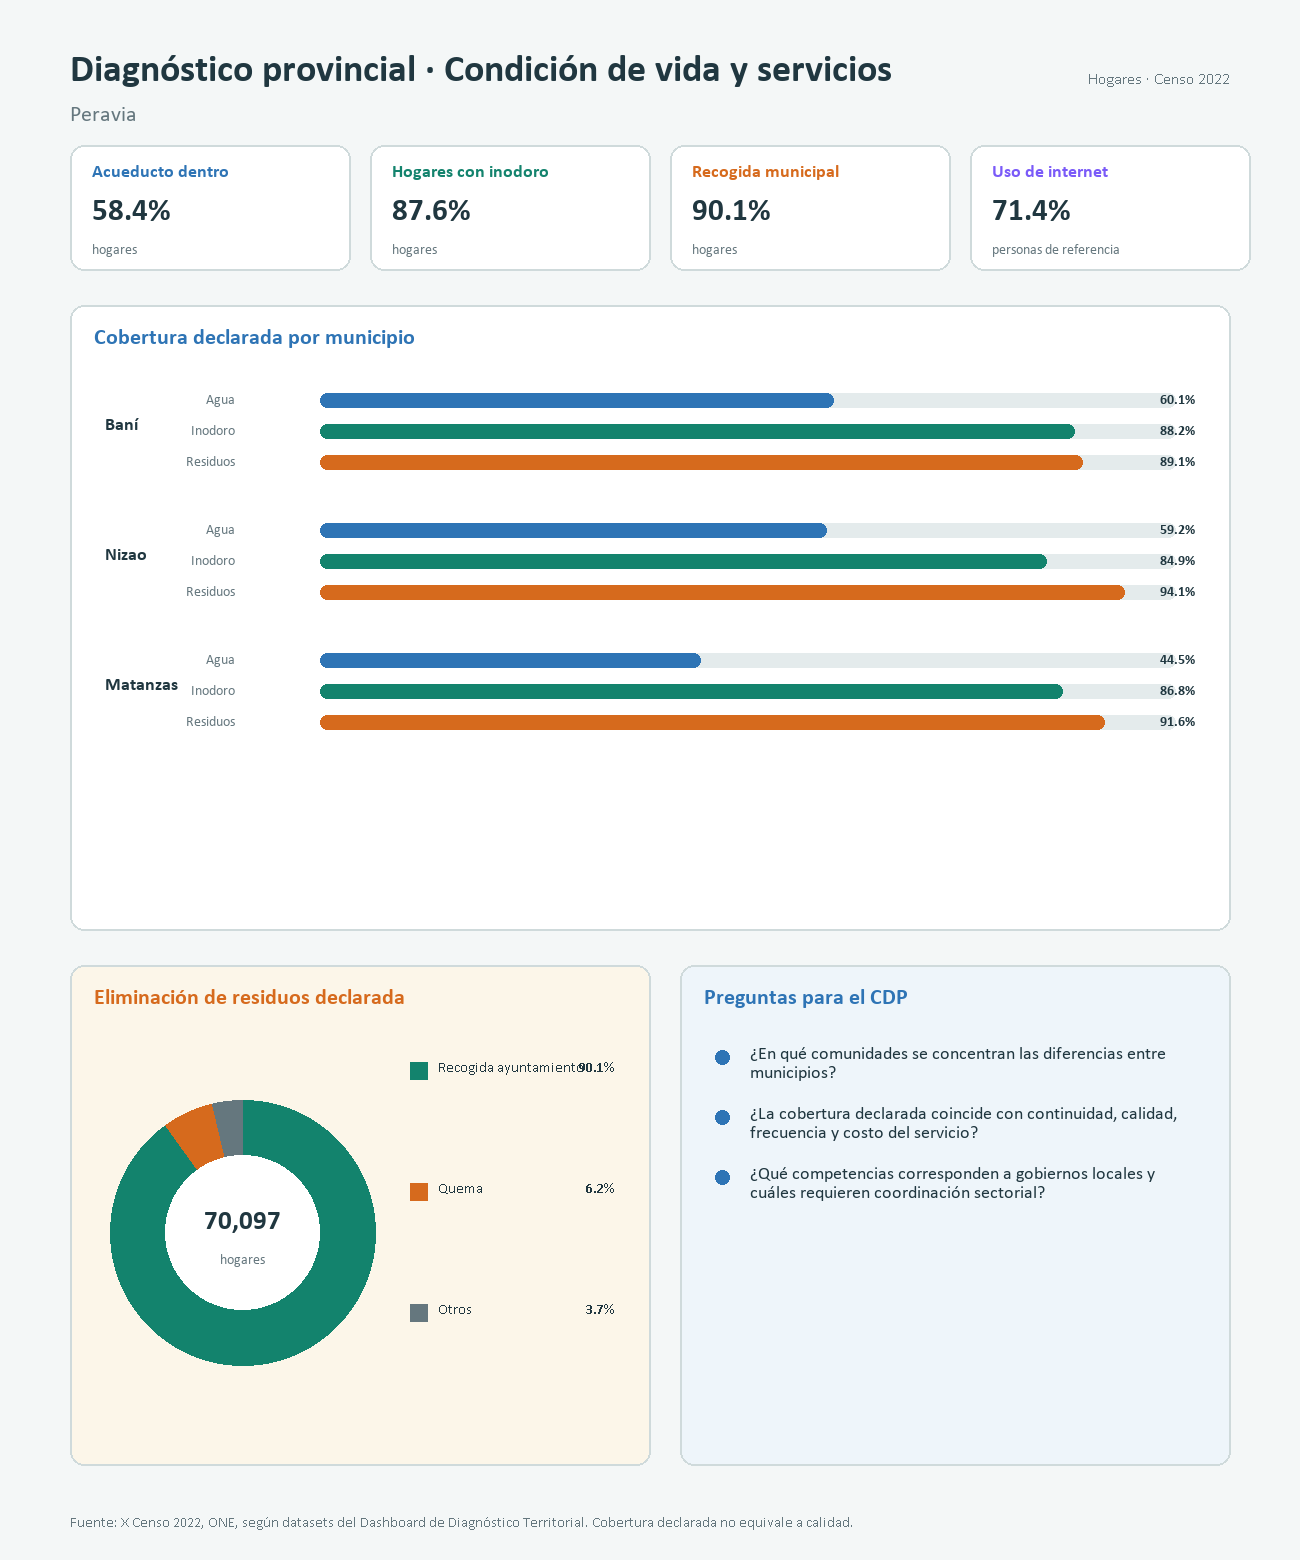 Diagnóstico provincial · Condición de vida y servicios
Hogares · Censo 2022
Peravia
Acueducto dentro
58.4%
hogares
Hogares con inodoro
87.6%
hogares
Recogida municipal
90.1%
hogares
Uso de internet
71.4%
personas de referencia
Cobertura declarada por municipio
Baní
Agua 60.1%
Inodoro 88.2%
Residuos 89.1%
Nizao
Agua 59.2%
Inodoro 84.9%
Residuos 94.1%
Matanzas
Agua 44.5%
Inodoro 86.8%
Residuos 91.6%
Eliminación de residuos declarada
Recogida ayuntamiento 90.1%
Quema 6.2%
Otros 3.7%
70,097
hogares
Preguntas para el CDP
¿En qué comunidades se concentran las diferencias entre
municipios?
¿La cobertura declarada coincide con continuidad, calidad,
frecuencia y costo del servicio?
¿Qué competencias corresponden a gobiernos locales y
cuáles requieren coordinación sectorial?
Fuente: X Censo 2022, ONE, según datasets del Dashboard de Diagnóstico Territorial. Cobertura declarada no equivale a calidad.